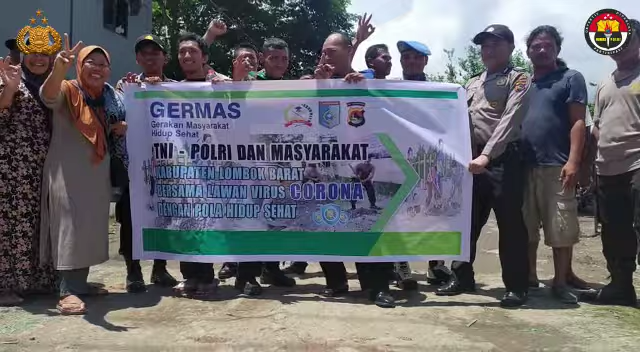 GERMAS
Gerakan Masyarakat
Hidup Sehat
TNI - POLRI DAN MASYARAKAT
KABUPATEN LOMBOK BARAT
BERSAMA LAWAN VIRUS CORONA
DENGAN POLA HIDUP SEHAT